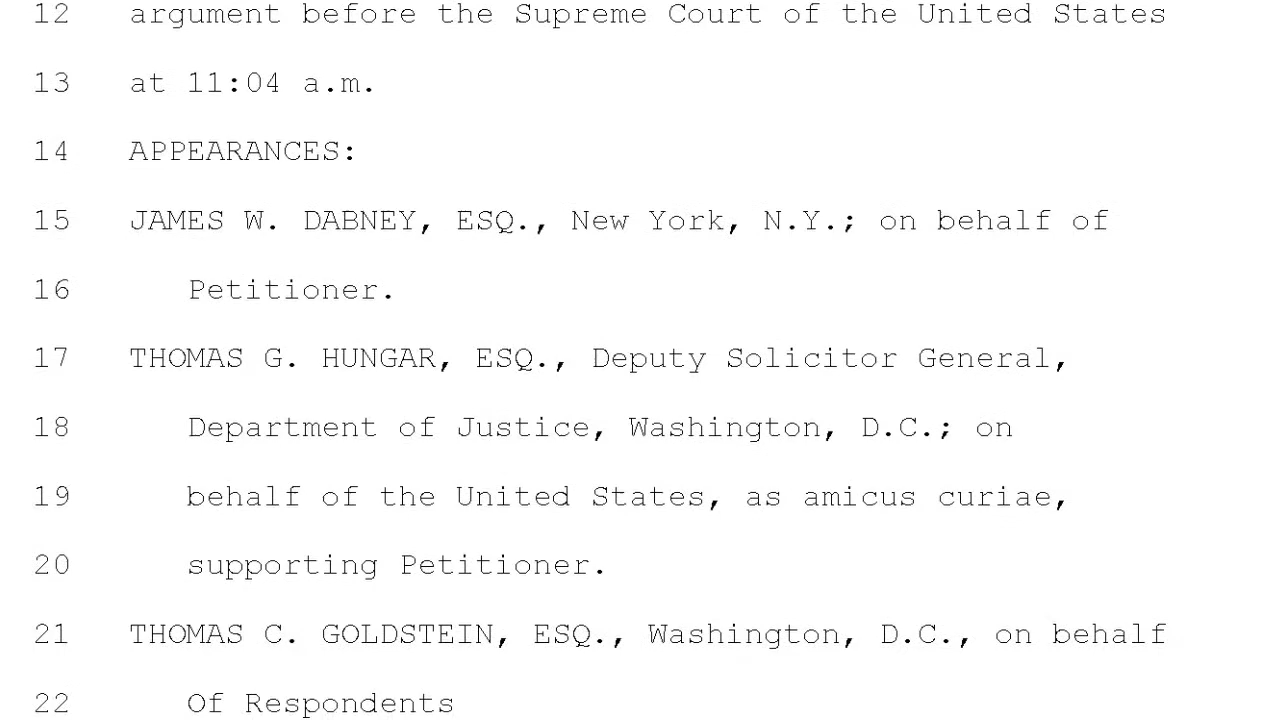 12 argument before the Supreme Court of the United States
13 at 11:04 a.m.
14 APPEARANCES:
15 JAMES W. DABNEY, ESQ., New York, N.Y.; on behalf of
16 Petitioner.
17 THOMAS G. HUNGAR, ESQ., Deputy Solicitor General,
18 Department of Justice, Washington, D.C.; on
19 behalf of the United States, as amicus curiae,
20 supporting Petitioner.
21 THOMAS C. GOLDSTEIN, ESQ., Washington, D.C., on behalf
22 Of Respondents